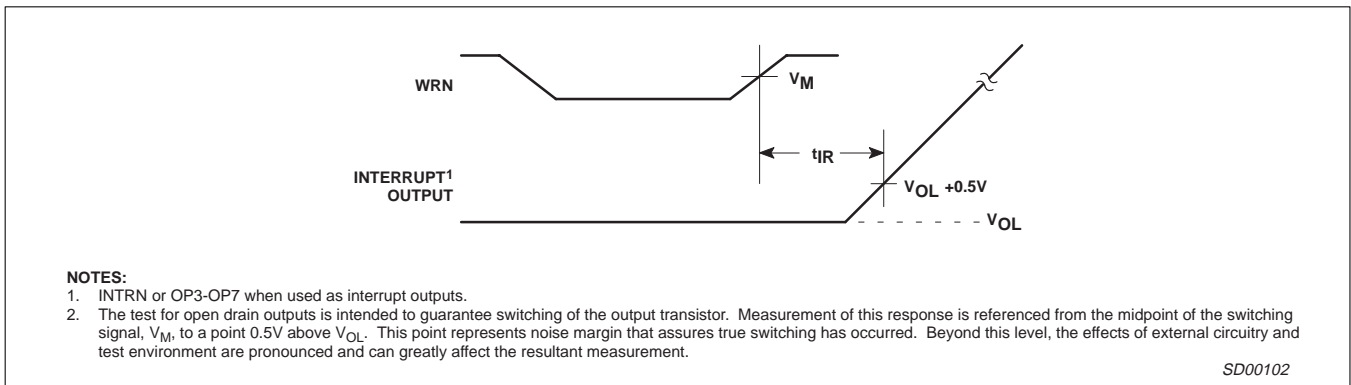 WRN
VM
tIR
INTERRUPT1
OUTPUT
VOL +0.5V
VOL
NOTES:
1. INTRN or OP3-OP7 when used as interrupt outputs.
2. The test for open drain outputs is intended to guarantee switching of the output transistor. Measurement of this response is referenced from the midpoint of the switching
signal, VM, to a point 0.5V above VOL. This point represents noise margin that assures true switching has occurred. Beyond this level, the effects of external circuitry and
test environment are pronounced and can greatly affect the resultant measurement.
SD00102